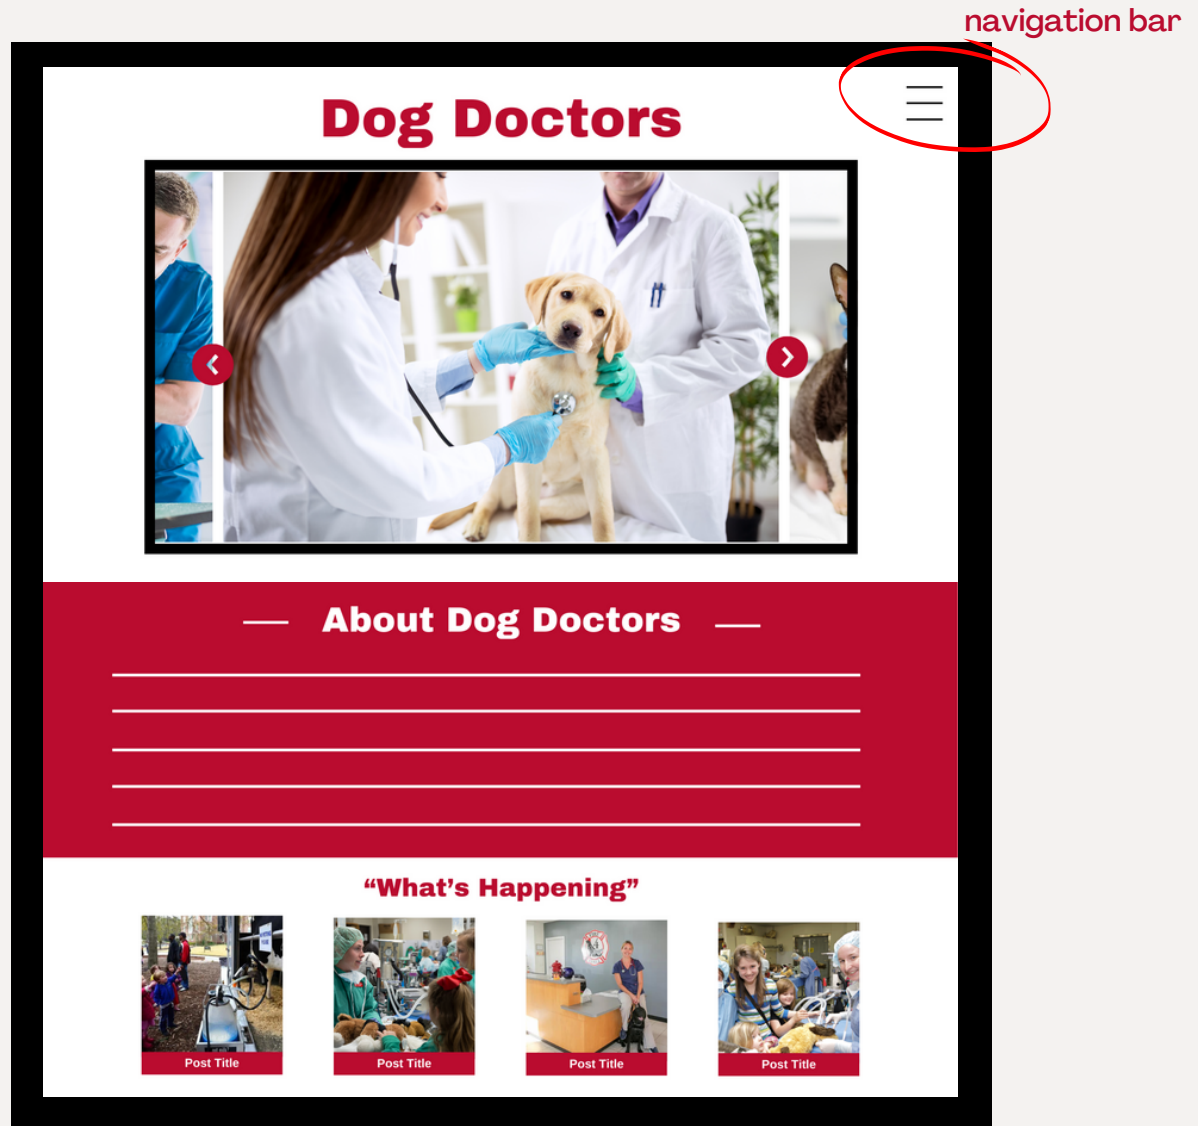 navigation bar
Dog Doctors
About Dog Doctors
“What’s Happening”
Post Title
Post Title
Post Title
Post Title